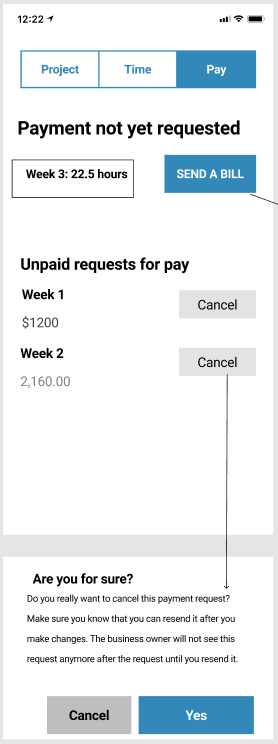 12:22
Project Time Pay
Payment not yet requested
Week 3: 22.5 hours SEND A BILL
Unpaid requests for pay
Week 1
Cancel
$1200
Week 2
Cancel
2,160.00
Are you for sure?
Do you really want to cancel this payment request?
Make sure you know that you can resend it after you
make changes. The business owner will not see this
request anymore after the request until you resend it.
Cancel Yes